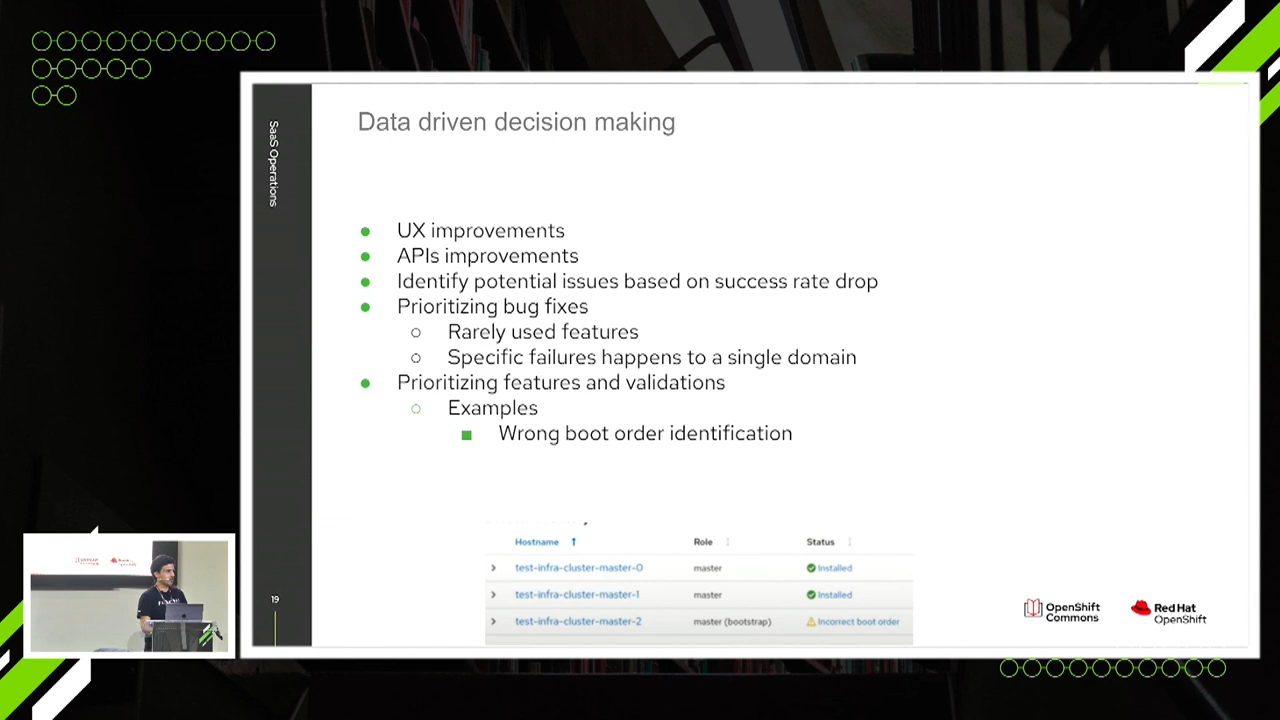 SaaS Operations
Data driven decision making
UX improvements
APIs improvements
Identify potential issues based on success rate drop
Prioritizing bug fixes
Rarely used features
Specific failures happens to a single domain
Prioritizing features and validations
Examples
Wrong boot order identification
Hostname Role Status
test-infra-cluster-master-0 master Installed
test-infra-cluster-master-1 master Installed
test-infra-cluster-master-2 master (bootstrap) Incorrect boot order
19
OpenShift
Commons
Red Hat
OpenShift